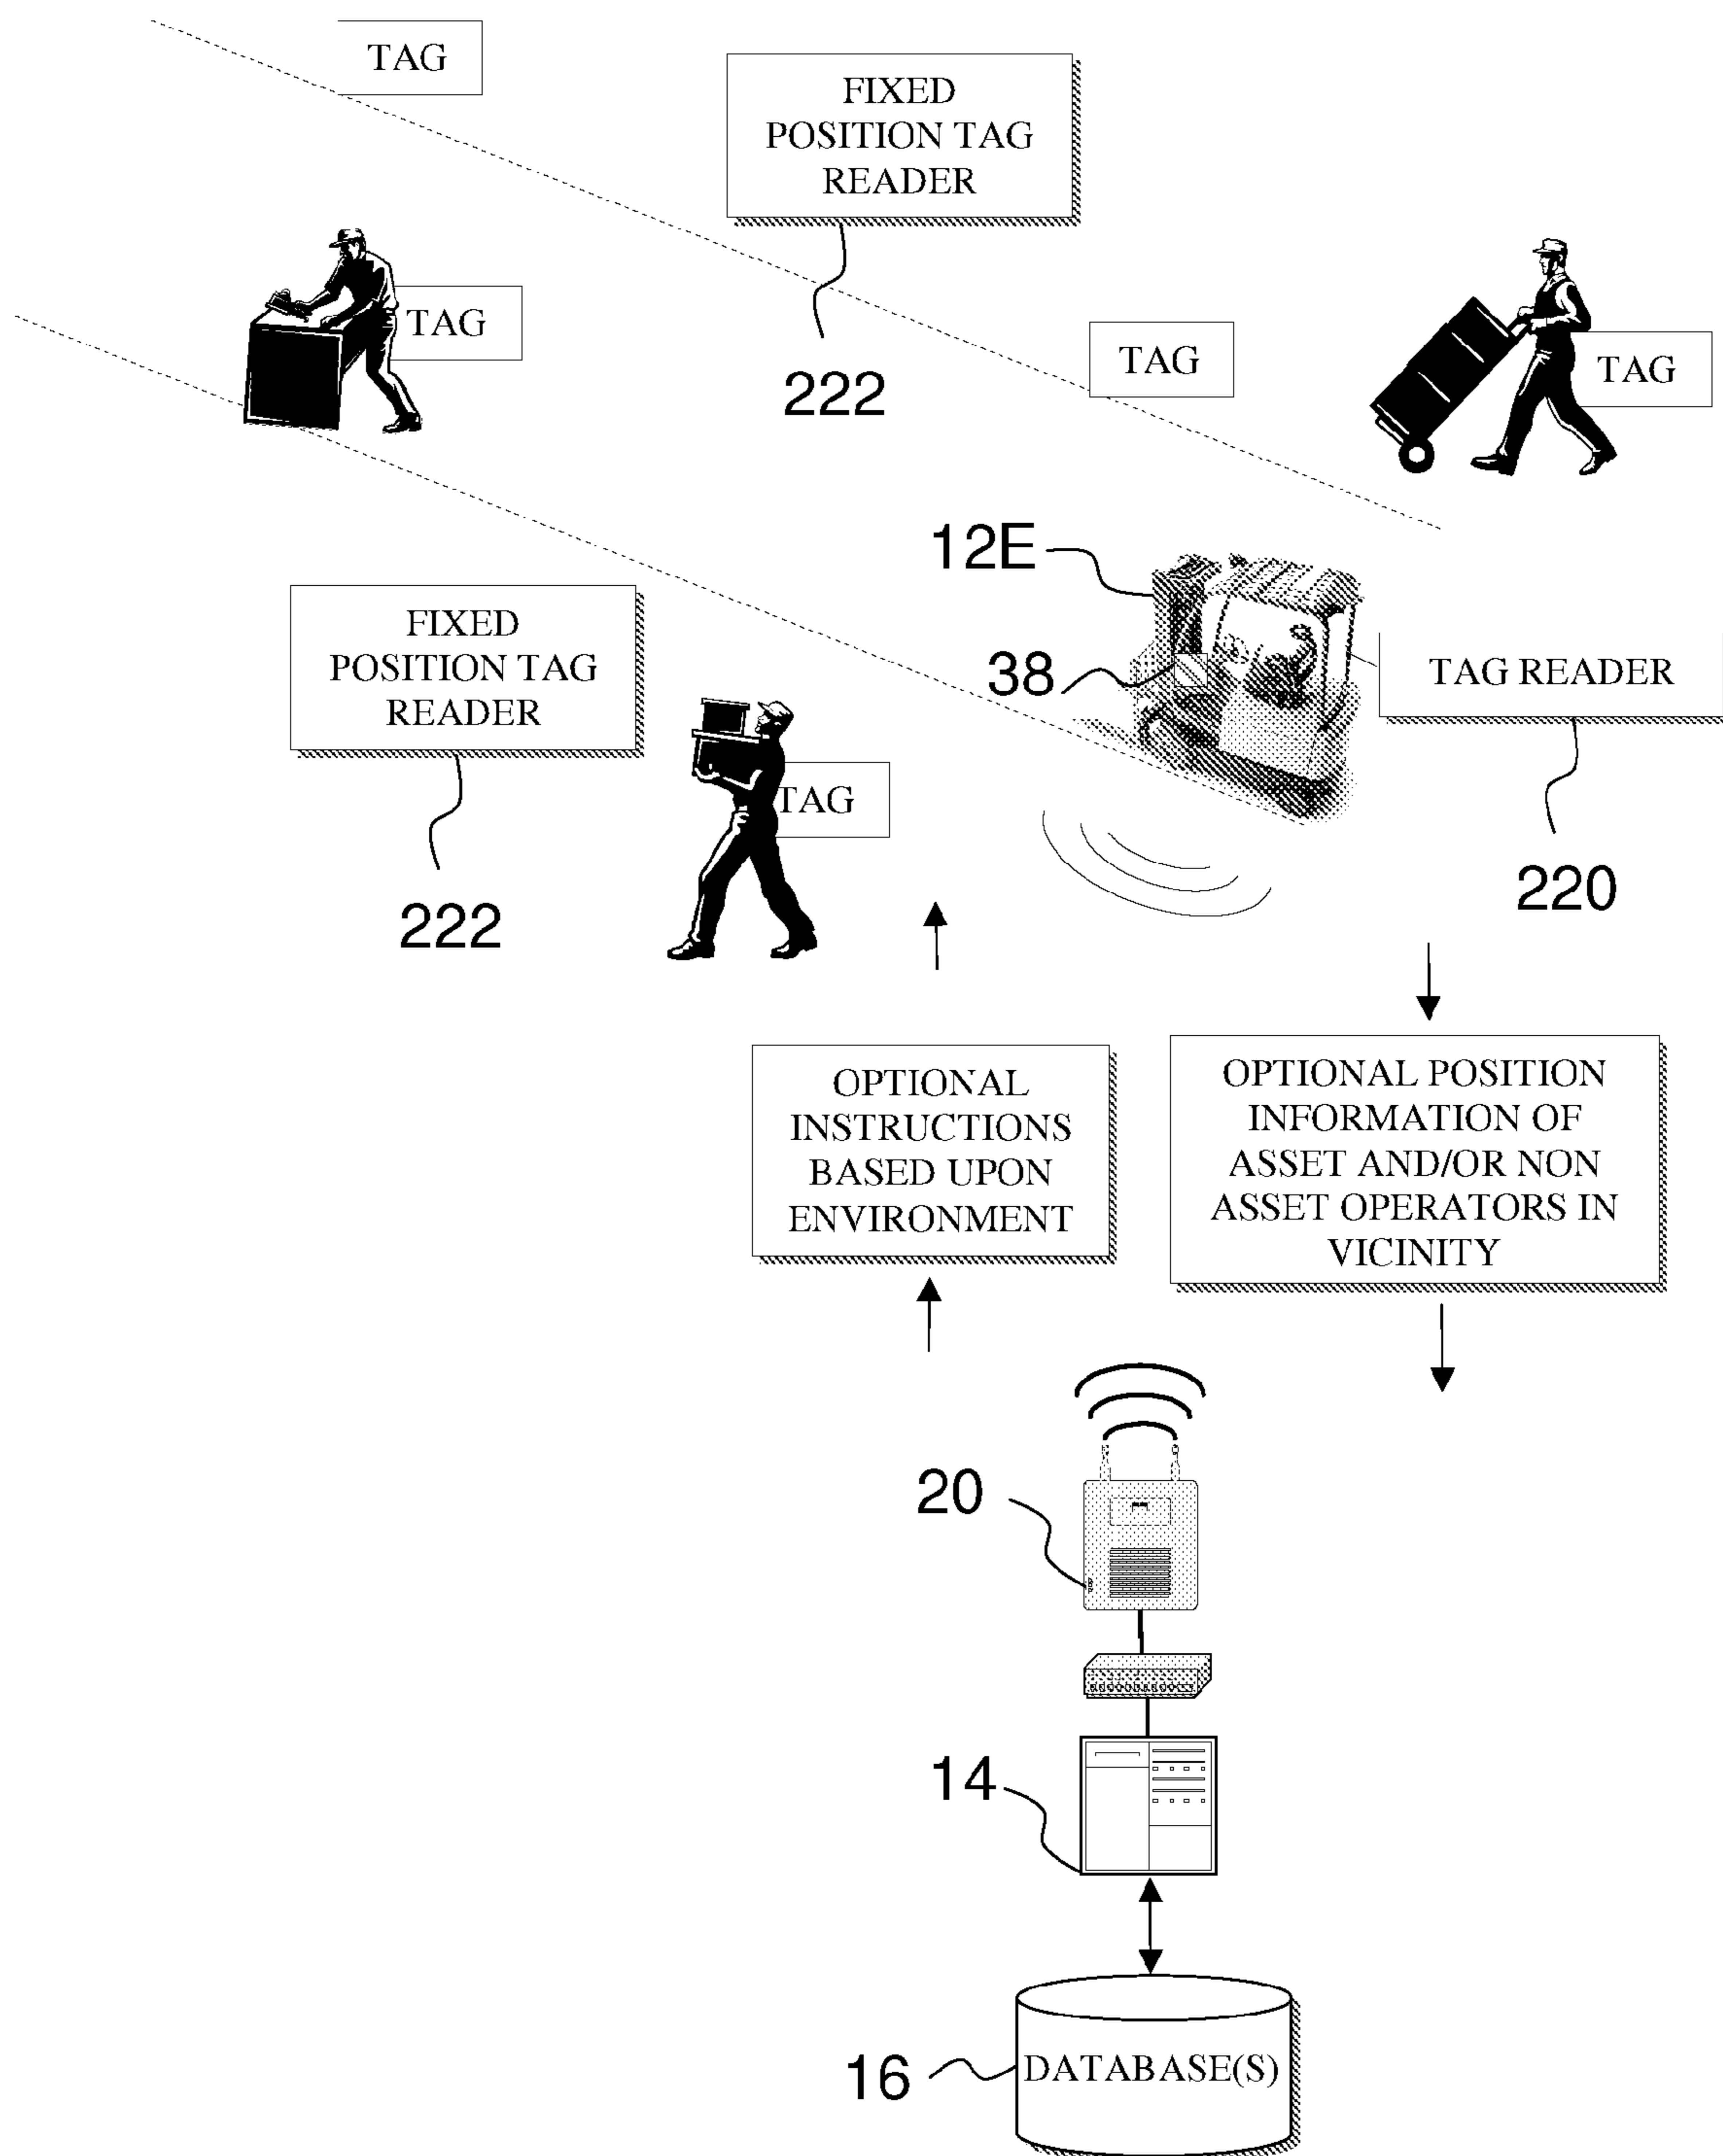 TAG
FIXED
POSITION TAG
READER
TAG
222
TAG
TAG
12E
FIXED
POSITION TAG
READER
38
TAG READER
TAG
222
220
OPTIONAL
INSTRUCTIONS
BASED UPON
ENVIRONMENT
OPTIONAL POSITION
INFORMATION OF
ASSET AND/OR NON
ASSET OPERATORS IN
VICINITY
20
14
16
DATABASE(S)